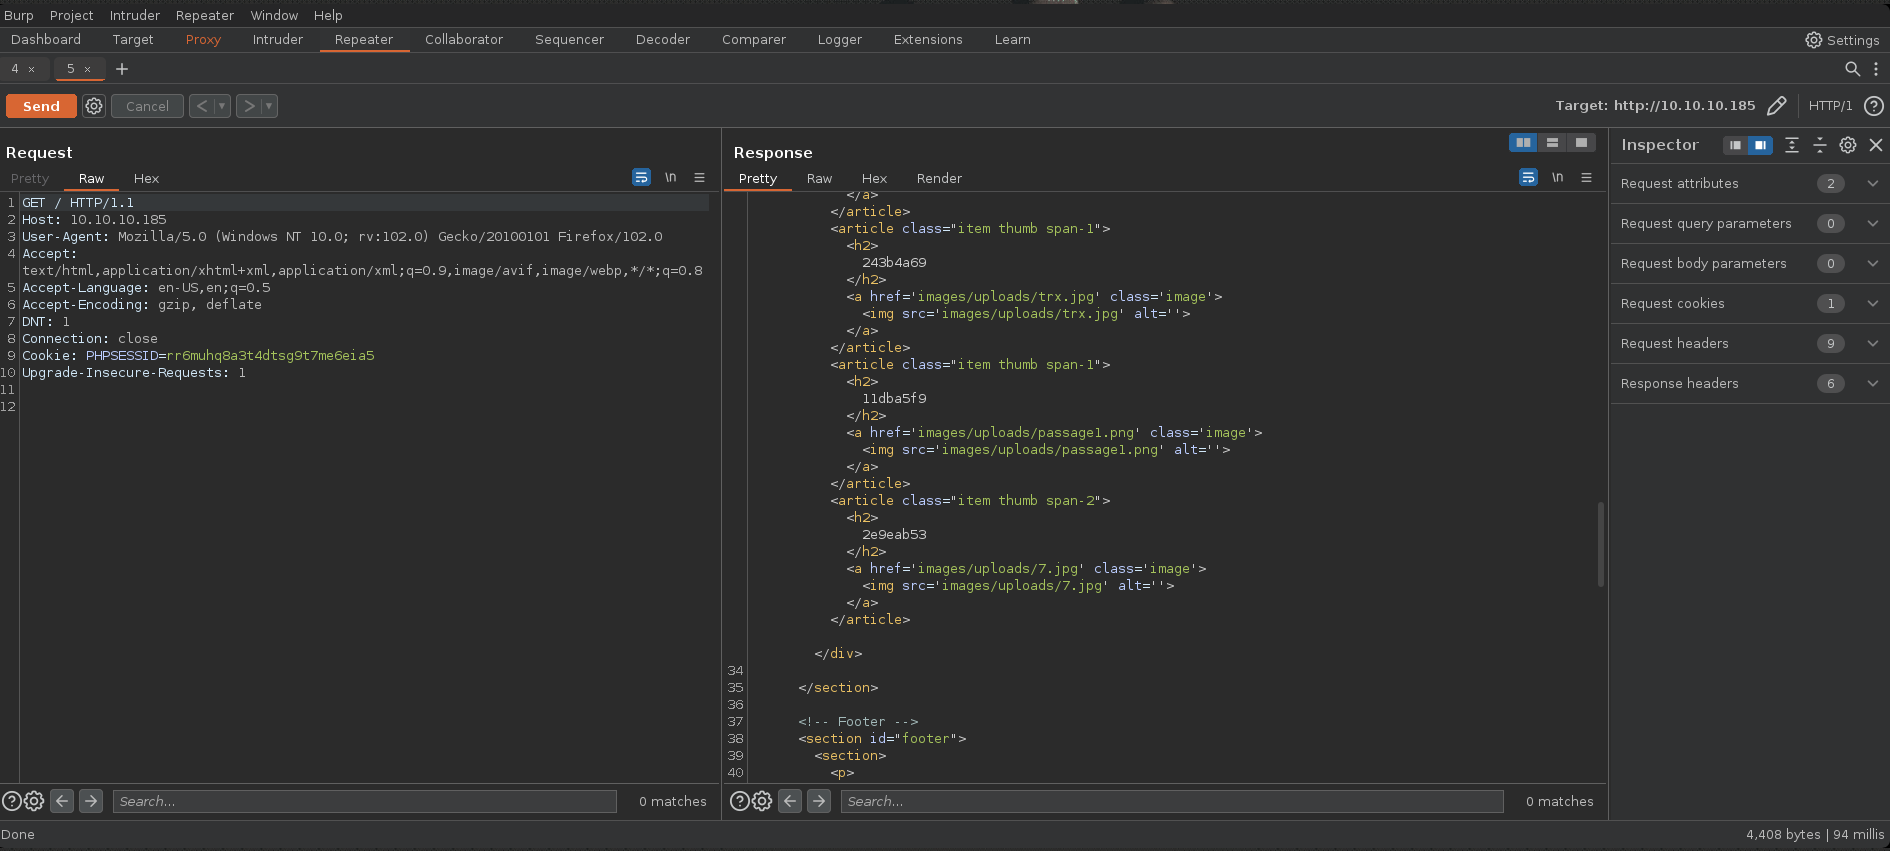 Burp Project Intruder Repeater Window Help
Dashboard Target Proxy Intruder Repeater Collaborator Sequencer Decoder Comparer Logger Extensions Learn Settings
4 × 5 × +
Send Cancel < > Target: http://10.10.10.185 HTTP/1 ?
Request
Pretty Raw Hex \n
1 GET / HTTP/1.1
2 Host: 10.10.10.185
3 User-Agent: Mozilla/5.0 (Windows NT 10.0; rv:102.0) Gecko/20100101 Firefox/102.0
4 Accept:
text/html,application/xhtml+xml,application/xml;q=0.9,image/avif,image/webp,*/*;q=0.8
5 Accept-Language: en-US,en;q=0.5
6 Accept-Encoding: gzip, deflate
7 DNT: 1
8 Connection: close
9 Cookie: PHPSESSID=rr6muhq8a3t4dtsg9t7me6eia5
10 Upgrade-Insecure-Requests: 1
11
12
Search... 0 matches
Response
Pretty Raw Hex Render \n
</a>
</article>
<article class="item thumb span-1">
<h2>
243b4a69
</h2>
<a href='images/uploads/trx.jpg' class='image'>
<img src='images/uploads/trx.jpg' alt=''>
</a>
</article>
<article class="item thumb span-1">
<h2>
11dba5f9
</h2>
<a href='images/uploads/passage1.png' class='image'>
<img src='images/uploads/passage1.png' alt=''>
</a>
</article>
<article class="item thumb span-2">
<h2>
2e9eab53
</h2>
<a href='images/uploads/7.jpg' class='image'>
<img src='images/uploads/7.jpg' alt=''>
</a>
</article>
</div>
34
35 </section>
36
37 <!-- Footer -->
38 <section id="footer">
39 <section>
40 <p>
Search... 0 matches
Inspector
Request attributes 2
Request query parameters 0
Request body parameters 0
Request cookies 1
Request headers 9
Response headers 6
Done
4,408 bytes | 94 millis